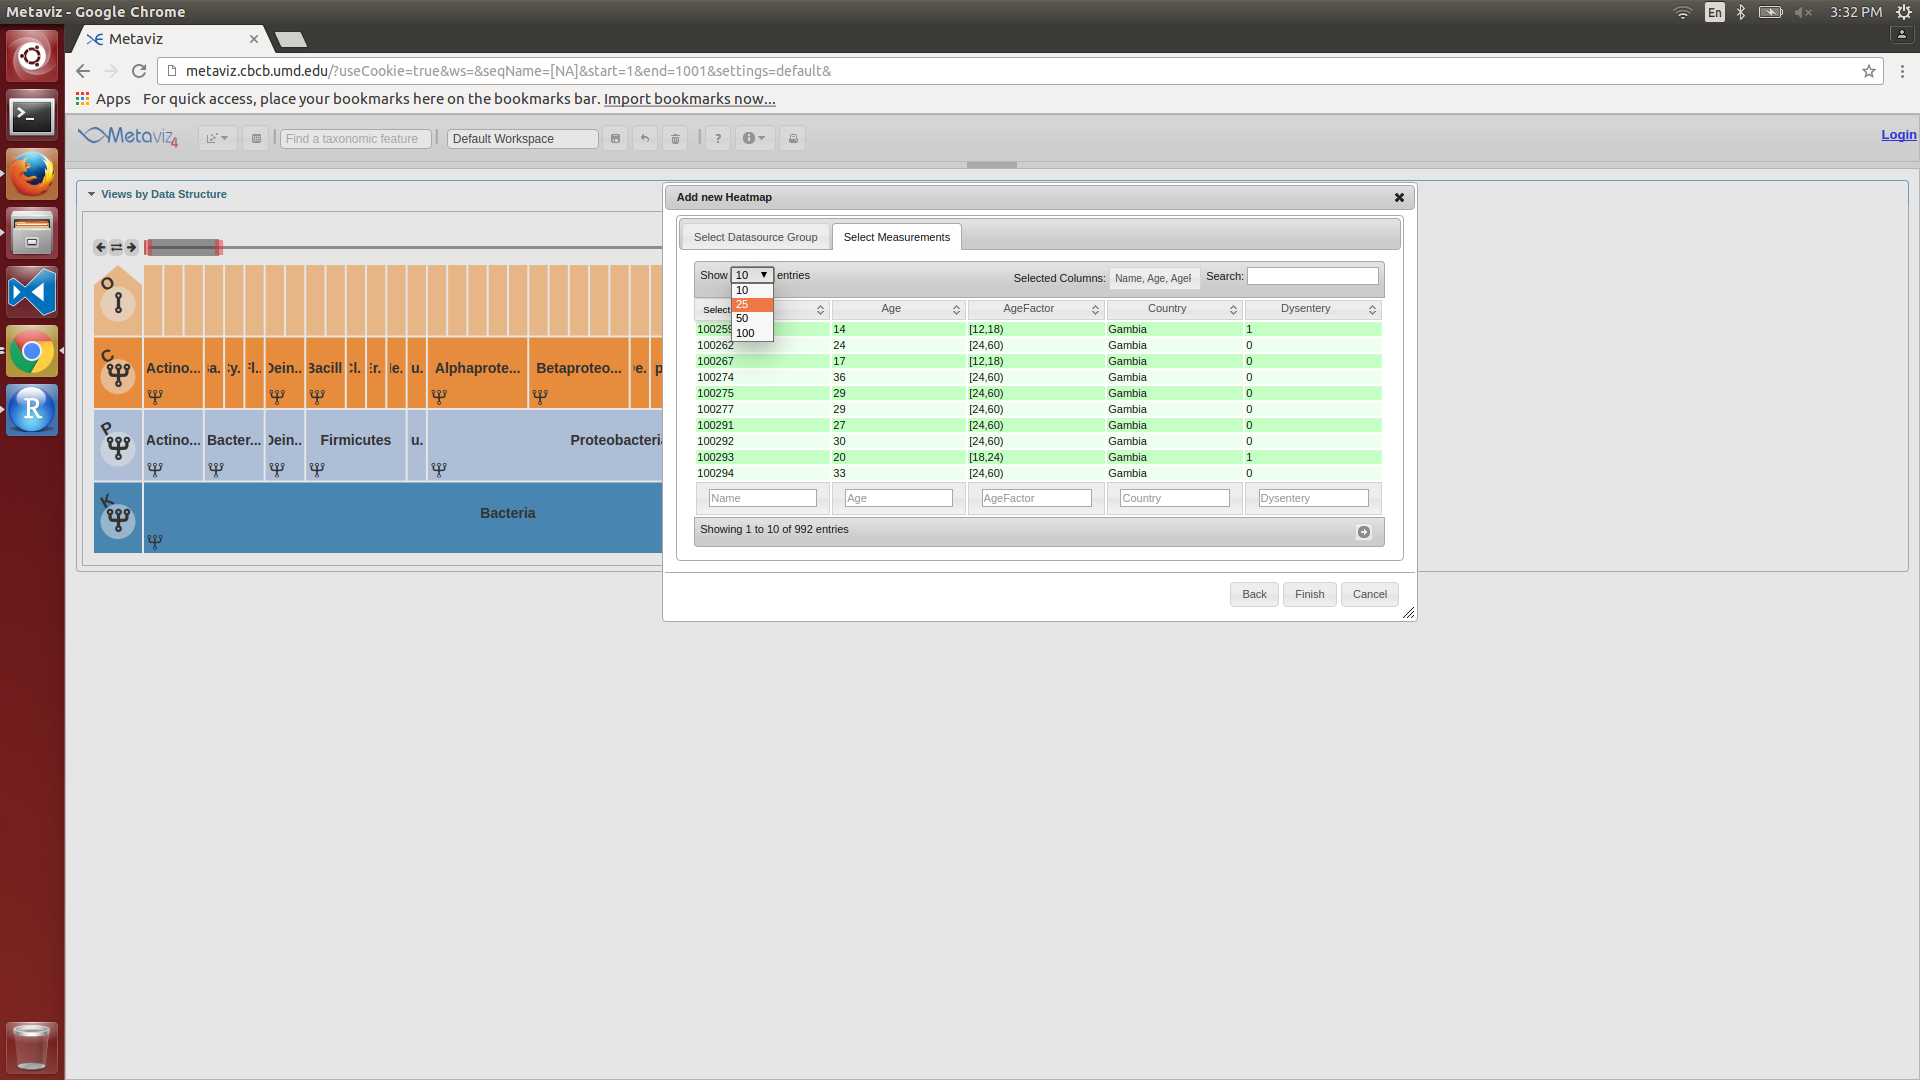 Metaviz - Google Chrome
En
3:32 PM
Metaviz
metaviz.cbcb.umd.edu/?useCookie=true&ws=&seqName=[NA]&start=1&end=1001&settings=default&
Apps For quick access, place your bookmarks here on the bookmarks bar. Import bookmarks now...
Metaviz4
Find a taxonomic feature
Default Workspace
?
Login
Views by Data Structure
O
C
Actino...
Dein..
Bacill
Alphaprote...
Betaproteo...
P
Actino...
Bacter...
Dein..
Firmicutes
u.
Proteobacteria
K
Bacteria
Add new Heatmap
Select Datasource Group
Select Measurements
Show 10 entries
10
25
50
100
Selected Columns: Name, Age, AgeF
Search:
Select Age AgeFactor Country Dysentery
100259 14 [12,18) Gambia 1
100262 24 [24,60) Gambia 0
100267 17 [12,18) Gambia 0
100274 36 [24,60) Gambia 0
100275 29 [24,60) Gambia 0
100277 29 [24,60) Gambia 0
100291 27 [24,60) Gambia 0
100292 30 [24,60) Gambia 0
100293 20 [18,24) Gambia 1
100294 33 [24,60) Gambia 0
Name Age AgeFactor Country Dysentery
Showing 1 to 10 of 992 entries
Back Finish Cancel
R